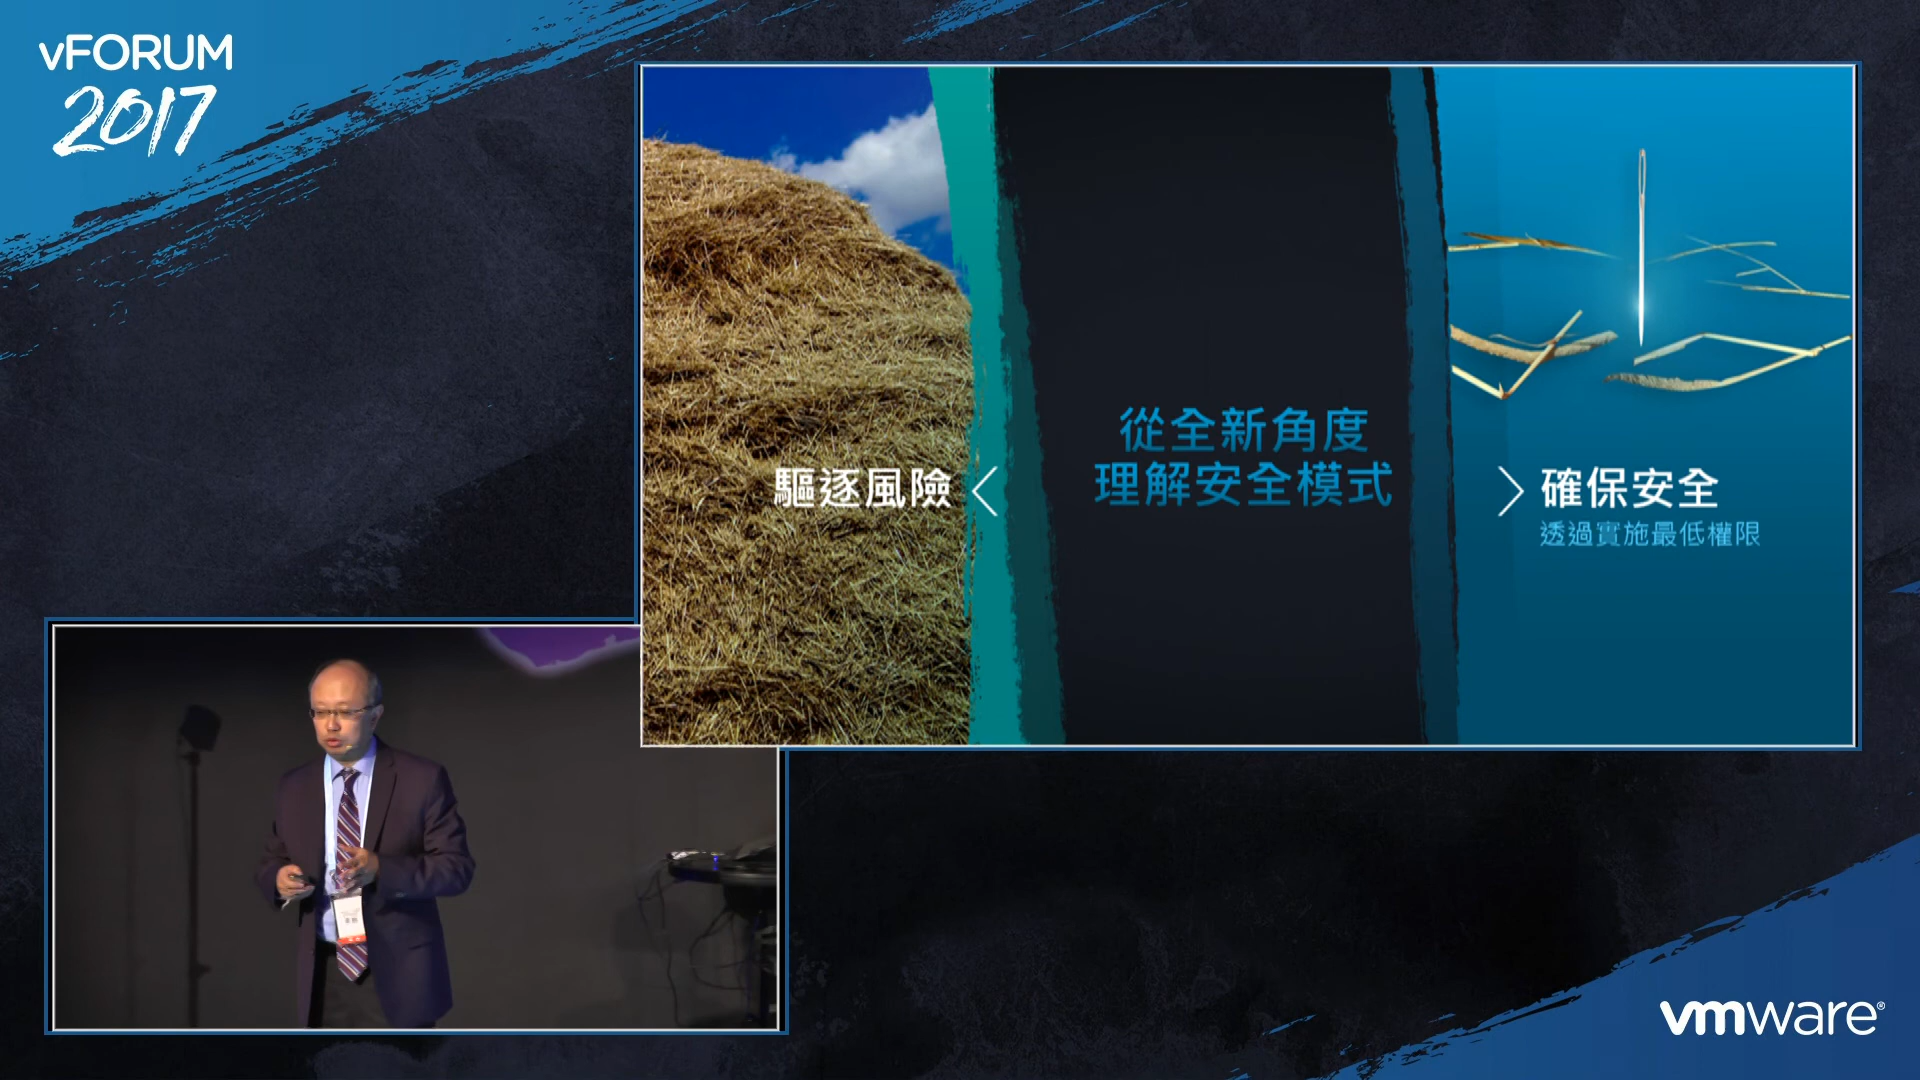 vFORUM
2017
驅逐風險
從全新角度
理解安全模式
確保安全
透過實施最低權限
vmware®